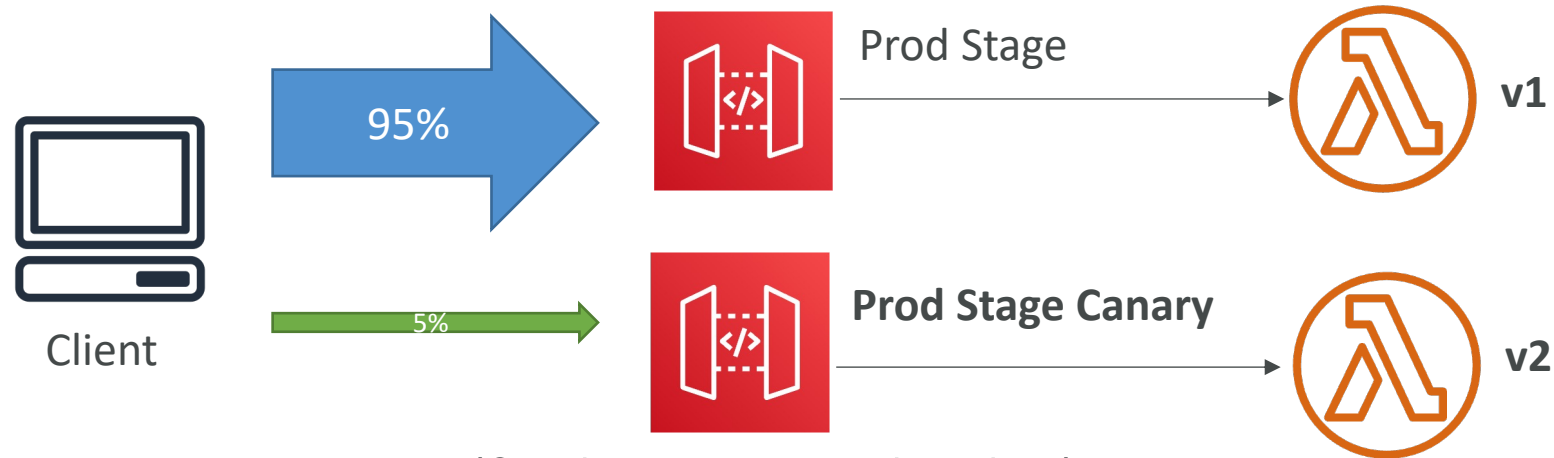 Prod Stage
95%
</>
v1
Prod Stage Canary
5%
</>
Client
v2